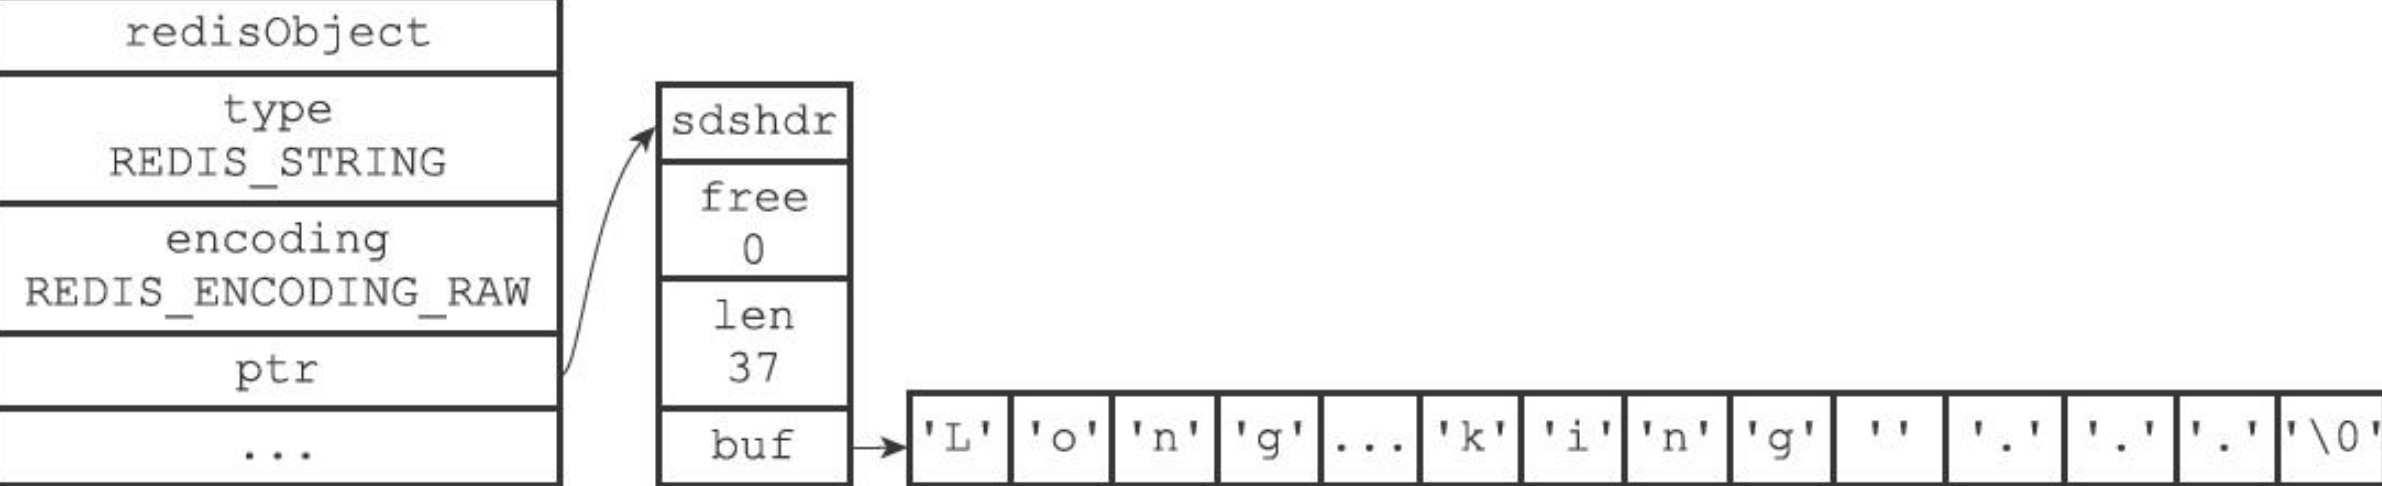 redisObject
type
REDIS_STRING
encoding
REDIS_ENCODING_RAW
ptr
...
sdshdr
free
0
len
37
buf
'L' 'o' 'n' 'g' ... 'k' 'i' 'n' 'g' '' '.' '.' '.' '\0'